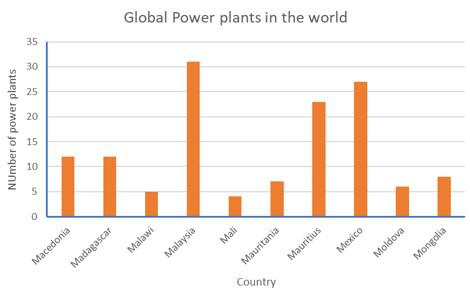 Global Power plants in the world
NUmber of power plants
35
30
25
20
15
10
5
0
Macedonia
Madagascar
Malawi
Malaysia
Mali
Mauritania
Mauritius
Mexico
Moldova
Mongolia
Country